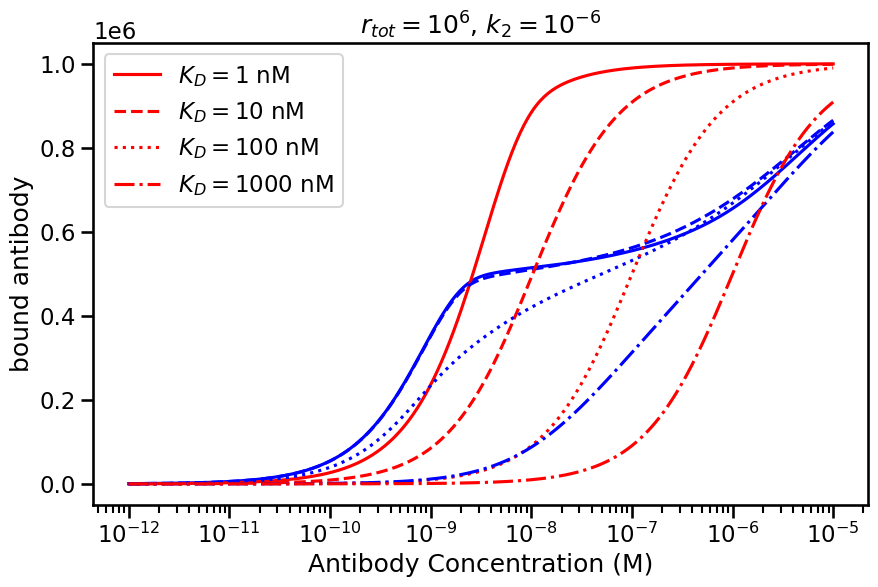 r_tot = 10^6, k_2 = 10^-6
1e6
K_D = 1 nM
K_D = 10 nM
K_D = 100 nM
K_D = 1000 nM
1.0
0.8
0.6
0.4
0.2
0.0
bound antibody
10^-12 10^-11 10^-10 10^-9 10^-8 10^-7 10^-6 10^-5
Antibody Concentration (M)